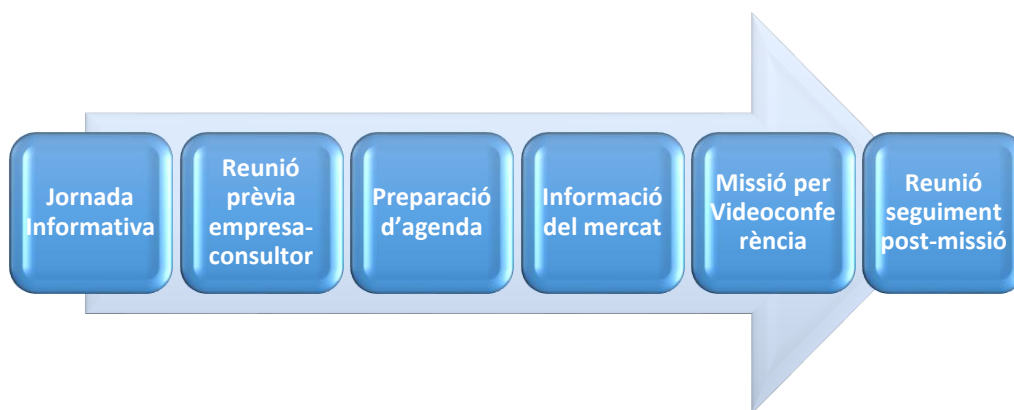 Jornada
Informativa
Reunió
prèvia
empresa-
consultor
Preparació
d'agenda
Informació
del mercat
Missió per
Videoconfe
rència
Reunió
seguiment
post-missió